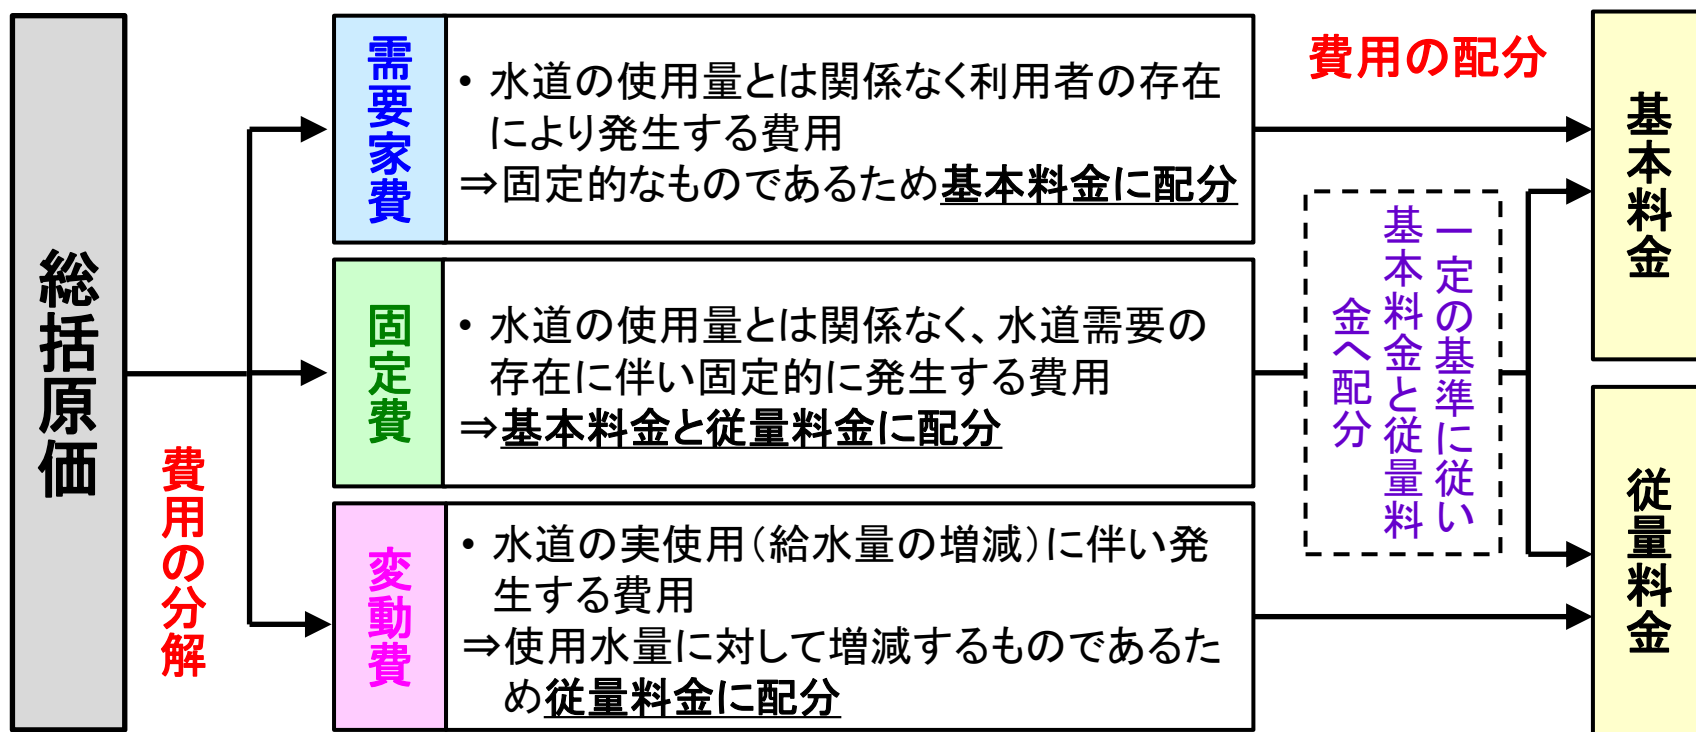 総括原価
費用の分解
需要家費
・水道の使用量とは関係なく利用者の存在
により発生する費用
⇒固定的なものであるため基本料金に配分
固定費
・水道の使用量とは関係なく、水道需要の
存在に伴い固定的に発生する費用
⇒基本料金と従量料金に配分
変動費
・水道の実使用(給水量の増減)に伴い発
生する費用
⇒使用水量に対して増減するものであるた
め従量料金に配分
費用の配分
一定の基準に従い
基本料金と従量料
金へ配分
基本料金
従量料金